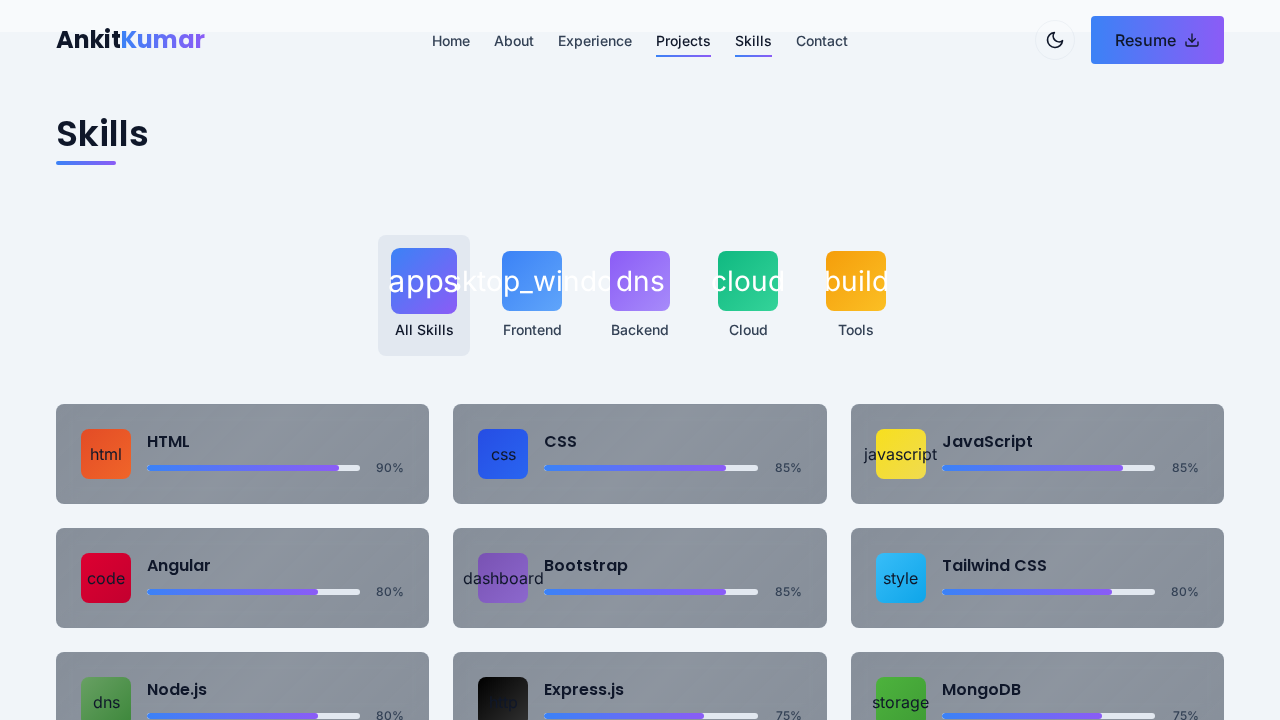 AnkitKumar
Home About Experience Projects Skills Contact
Resume
Skills
apps dns cloud build
All Skills Frontend Backend Cloud Tools
html HTML 90%
css CSS 85%
javascript JavaScript 85%
code Angular 80%
dashboard Bootstrap 85%
style Tailwind CSS 80%
dns Node.js 80%
Express.js 75%
storage MongoDB 75%